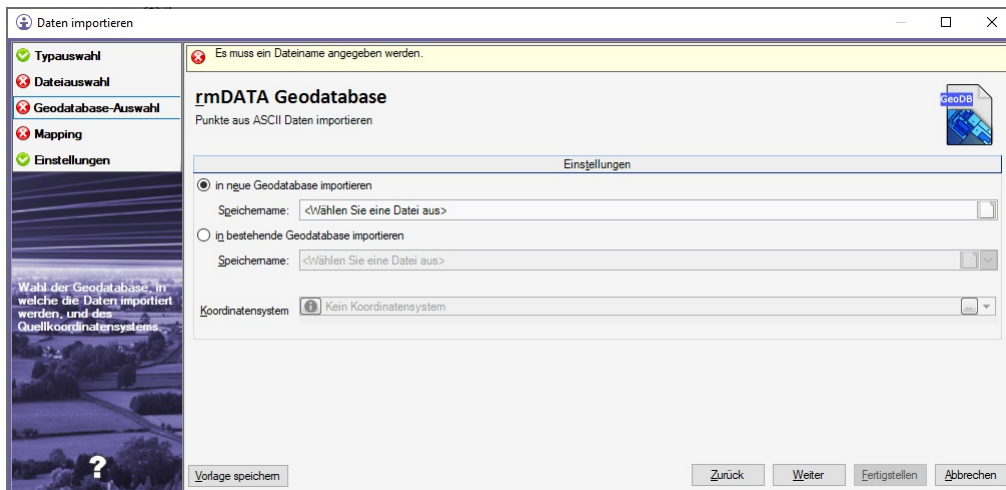 Daten importieren
Typauswahl
Dateiauswahl
Geodatabase-Auswahl
Mapping
Einstellungen
Wahl der Geodatabase, in
welche die Daten importiert
werden, und des
Quellkoordinatensystems.
?
Es muss ein Dateiname angegeben werden.
rmDATA Geodatabase
Punkte aus ASCII Daten importieren
GeoDB
Einstellungen
in neue Geodatabase importieren
Speichername: <Wählen Sie eine Datei aus>
in bestehende Geodatabase importieren
Speichername: <Wählen Sie eine Datei aus>
Koordinatensystem Kein Koordinatensystem ...
Vorlage speichern Zurück Weiter Fertigstellen Abbrechen